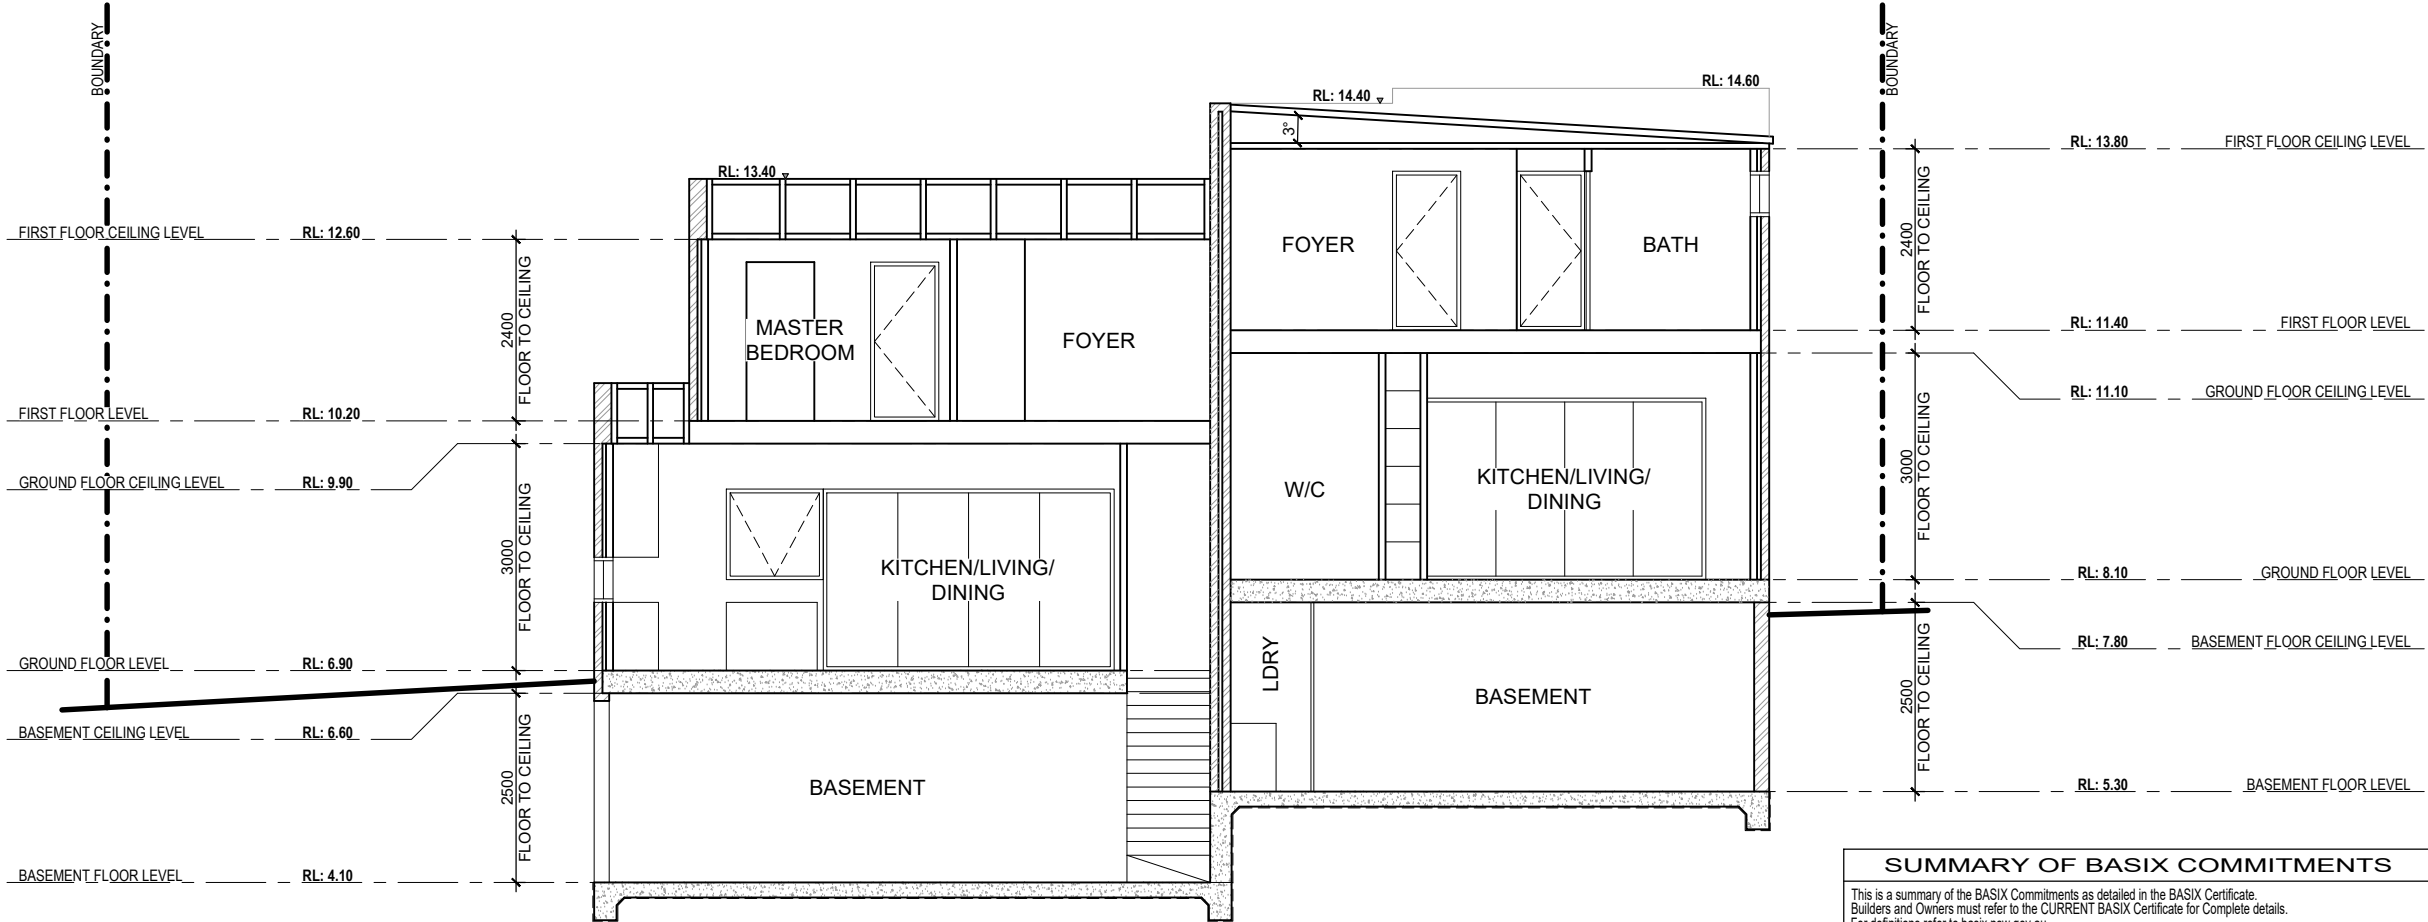 BOUNDARY
BOUNDARY
RL: 14.60
RL: 14.40
3°
RL: 13.80 FIRST FLOOR CEILING LEVEL
RL: 13.40
FIRST FLOOR CEILING LEVEL RL: 12.60
2400
FLOOR TO CEILING
FOYER
BATH
2400
FLOOR TO CEILING
MASTER
BEDROOM
FOYER
RL: 11.40 FIRST FLOOR LEVEL
RL: 11.10 GROUND FLOOR CEILING LEVEL
FIRST FLOOR LEVEL RL: 10.20
GROUND FLOOR CEILING LEVEL RL: 9.90
W/C
KITCHEN/LIVING/
DINING
3000
FLOOR TO CEILING
3000
FLOOR TO CEILING
KITCHEN/LIVING/
DINING
RL: 8.10 GROUND FLOOR LEVEL
RL: 7.80 BASEMENT FLOOR CEILING LEVEL
GROUND FLOOR LEVEL RL: 6.90
LDRY
BASEMENT
2500
FLOOR TO CEILING
BASEMENT CEILING LEVEL RL: 6.60
2500
FLOOR TO CEILING
BASEMENT
RL: 5.30 BASEMENT FLOOR LEVEL
BASEMENT FLOOR LEVEL RL: 4.10
SUMMARY OF BASIX COMMITMENTS
This is a summary of the BASIX Commitments as detailed in the BASIX Certificate.
Builders and Owners must refer to the CURRENT BASIX Certificate for Complete details.